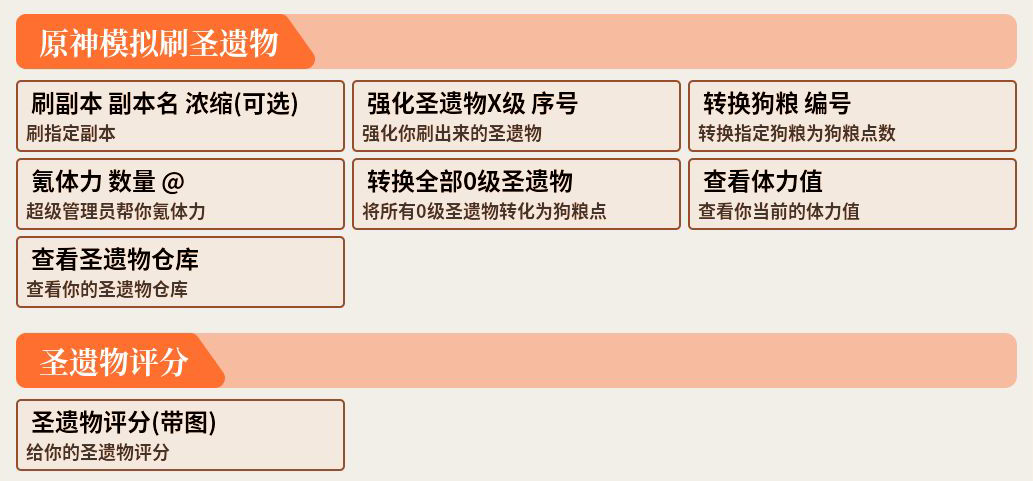 原神模拟刷圣遗物
刷副本 副本名 浓缩(可选)
刷指定副本
强化圣遗物X级 序号
强化你刷出来的圣遗物
转换狗粮 编号
转换指定狗粮为狗粮点数
氪体力 数量 @
超级管理员帮你氪体力
转换全部0级圣遗物
将所有0级圣遗物转化为狗粮点
查看体力值
查看你当前的体力值
查看圣遗物仓库
查看你的圣遗物仓库
圣遗物评分
圣遗物评分(带图)
给你的圣遗物评分